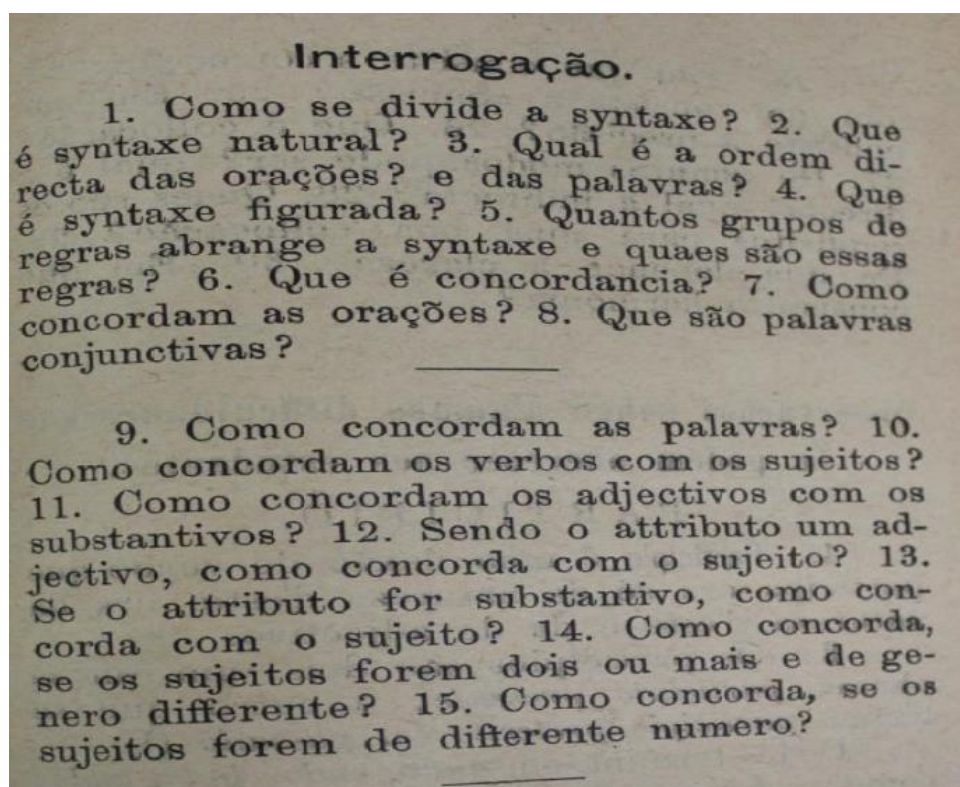 Interrogação.
1. Como se divide a syntaxe? 2. Que
é syntaxe natural? 3. Qual é a ordem di-
recta das orações? e das palavras? 4. Que
é syntaxe figurada? 5. Quantos grupos de
regras abrange a syntaxe e quaes são essas
regras? 6. Que é concordancia? 7. Como
concordam as orações? 8. Que são palavras
conjunctivas?
9. Como concordam as palavras? 10.
Como concordam os verbos com os sujeitos?
11. Como concordam os adjectivos com os
substantivos? 12. Sendo o attributo um ad-
jectivo, como concorda com o sujeito? 13.
Se o attributo for substantivo, como con-
corda com o sujeito? 14. Como concorda,
se os sujeitos forem dois ou mais e de ge-
nero differente? 15. Como concorda, se os
sujeitos forem de differente numero?